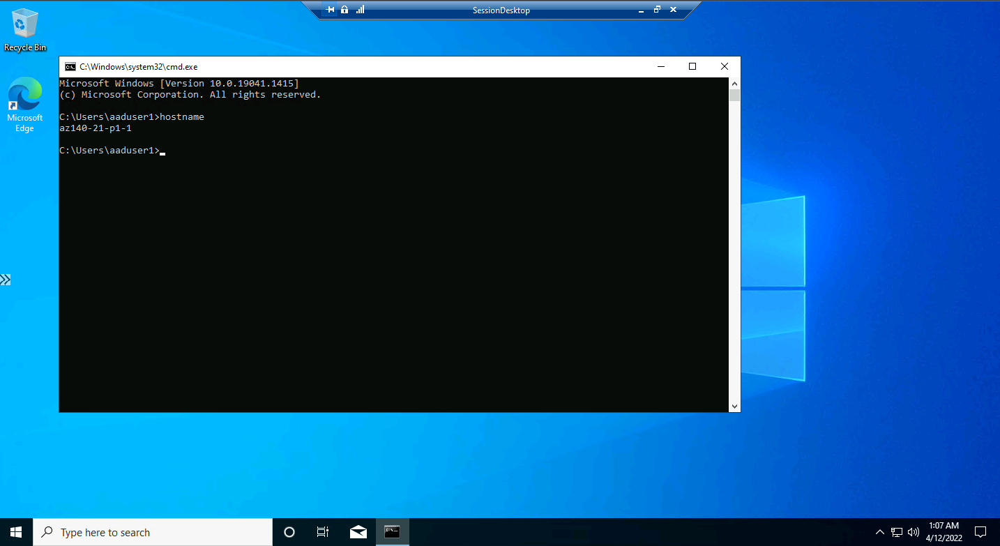 SessionDesktop
Recycle Bin
Microsoft
Edge
C:\Windows\system32\cmd.exe
Microsoft Windows [Version 10.0.19041.1415]
(c) Microsoft Corporation. All rights reserved.
C:\Users\aaduser1>hostname
az140-21-p1-1
C:\Users\aaduser1>
Type here to search
1:07 AM
4/12/2022